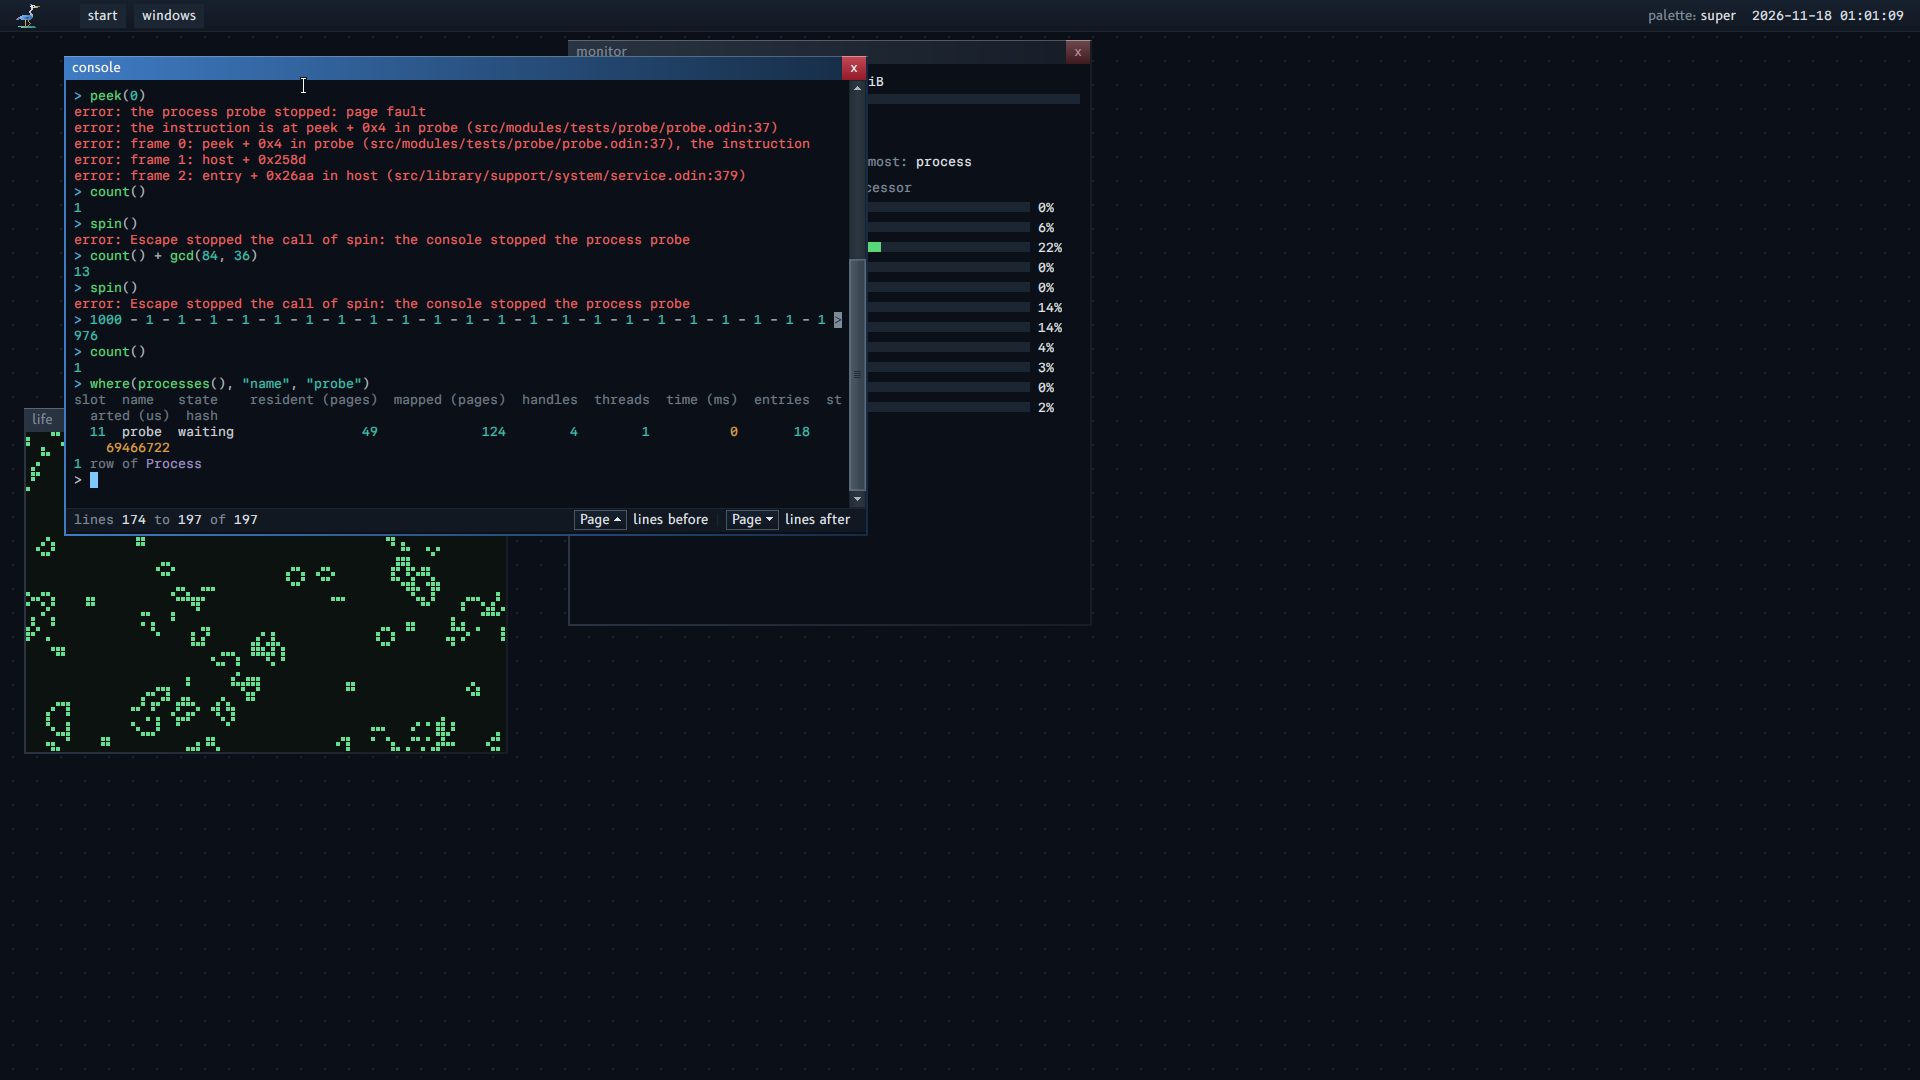 start windows palette: super 2026-11-18 01:01:09
monitor x
console x
> peek(0)
error: the process probe stopped: page fault
error: the instruction is at peek + 0x4 in probe (src/modules/tests/probe/probe.odin:37)
error: frame 0: peek + 0x4 in probe (src/modules/tests/probe/probe.odin:37), the instruction
error: frame 1: host + 0x258d
error: frame 2: entry + 0x26aa in host (src/library/support/system/service.odin:379)
> count()
1
> spin()
error: Escape stopped the call of spin: the console stopped the process probe
> count() + gcd(84, 36)
13
> spin()
error: Escape stopped the call of spin: the console stopped the process probe
> 1000 - 1 - 1 - 1 - 1 - 1 - 1 - 1 - 1 - 1 - 1 - 1 - 1 - 1 - 1 - 1 - 1 - 1 - 1 - 1 - 1 - 1 - 1 >
976
> count()
1
> where(processes(), "name", "probe")
slot name state resident (pages) mapped (pages) handles threads time (ms) entries st
arted (us) hash
11 probe waiting 49 124 4 1 0 18
69466722
1 row of Process
>
lines 174 to 197 of 197 Page lines before Page lines after
iB
most: process
cessor
0%
6%
22%
0%
0%
14%
14%
4%
3%
0%
2%
life